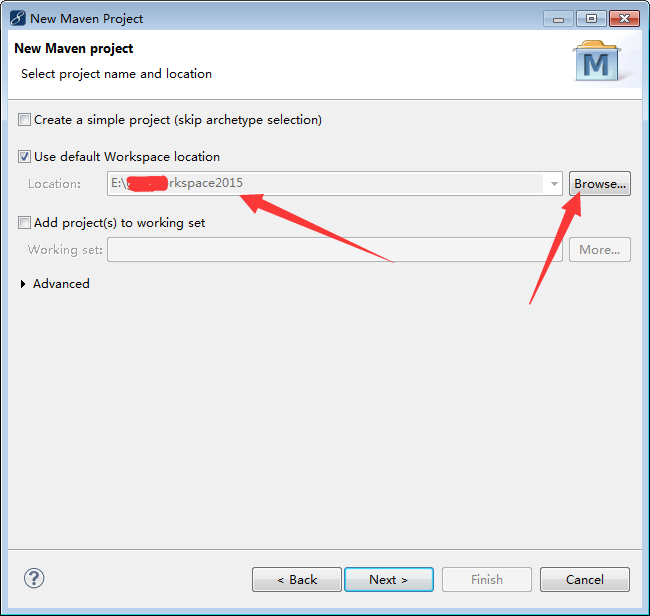 New Maven Project
New Maven project
Select project name and location
M
Create a simple project (skip archetype selection)
Use default Workspace location
Location: E:\ rkspace2015 Browse...
Add project(s) to working set
Working set: More...
Advanced
? < Back Next > Finish Cancel